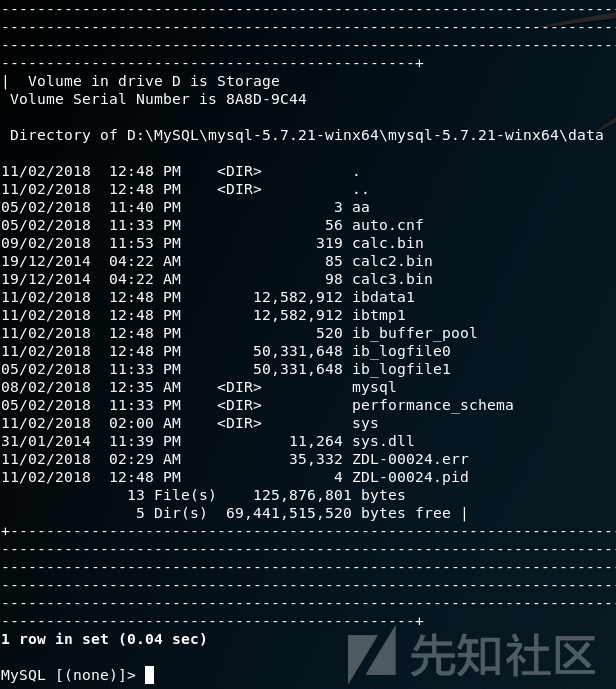 --------------------------------------------------------------------
--------------------------------------------------------------------
--------------------------------------------------------------------
----------------------------------------------+
|  Volume in drive D is Storage
 Volume Serial Number is 8A8D-9C44
 Directory of D:\MySQL\mysql-5.7.21-winx64\mysql-5.7.21-winx64\data
11/02/2018  12:48 PM    <DIR>          .
11/02/2018  12:48 PM    <DIR>          ..
05/02/2018  11:40 PM                 3 aa
05/02/2018  11:33 PM                56 auto.cnf
09/02/2018  11:53 PM               319 calc.bin
19/12/2014  04:22 AM                85 calc2.bin
19/12/2014  04:22 AM                98 calc3.bin
11/02/2018  12:48 PM        12,582,912 ibdata1
11/02/2018  12:48 PM        12,582,912 ibtmp1
11/02/2018  12:48 PM               520 ib_buffer_pool
11/02/2018  12:48 PM        50,331,648 ib_logfile0
05/02/2018  11:33 PM        50,331,648 ib_logfile1
08/02/2018  12:35 AM    <DIR>          mysql
05/02/2018  11:33 PM    <DIR>          performance_schema
11/02/2018  02:00 AM    <DIR>          sys
31/01/2014  11:39 PM            11,264 sys.dll
11/02/2018  02:29 AM            35,332 ZDL-00024.err
11/02/2018  12:48 PM                 4 ZDL-00024.pid
              13 File(s)    125,876,801 bytes
               5 Dir(s)  69,441,515,520 bytes free |
+-------------------------------------------------------------------
--------------------------------------------------------------------
--------------------------------------------------------------------
--------------------------------------------------------------------
--------------------------------------------------------------------
----------------------------------------------+
1 row in set (0.04 sec)
MySQL [(none)]>
先知社区